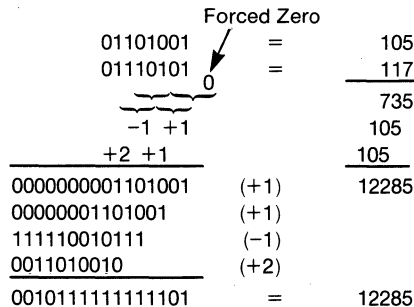 Forced Zero
01101001 = 105
01110101 = 117
0
735
−1 +1 105
+2 +1 105
0000000001101001 (+1) 12285
00000001101001 (+1)
111110010111 (−1)
0011010010 (+2)
0010111111111101 = 12285